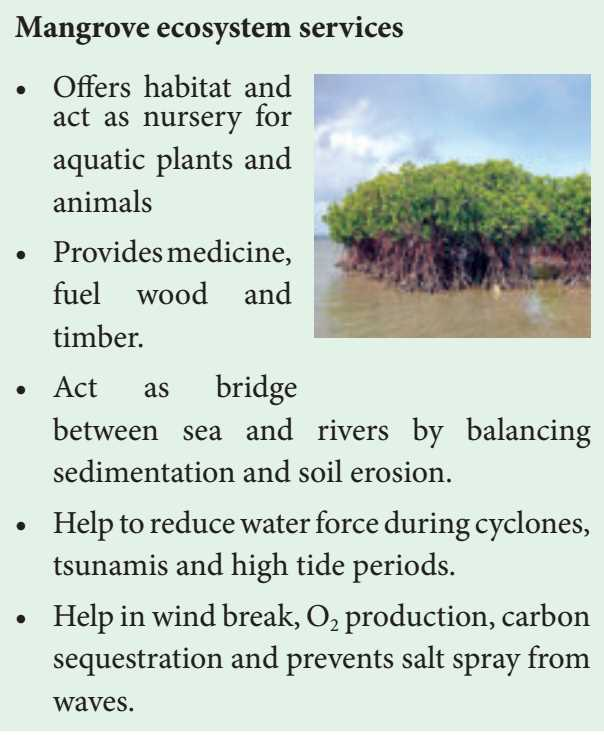 Mangrove ecosystem services
• Offers habitat and
act as nursery for
aquatic plants and
animals
• Provides medicine,
fuel wood and
timber.
• Act as bridge
between sea and rivers by balancing
sedimentation and soil erosion.
• Help to reduce water force during cyclones,
tsunamis and high tide periods.
• Help in wind break, O₂ production, carbon
sequestration and prevents salt spray from
waves.